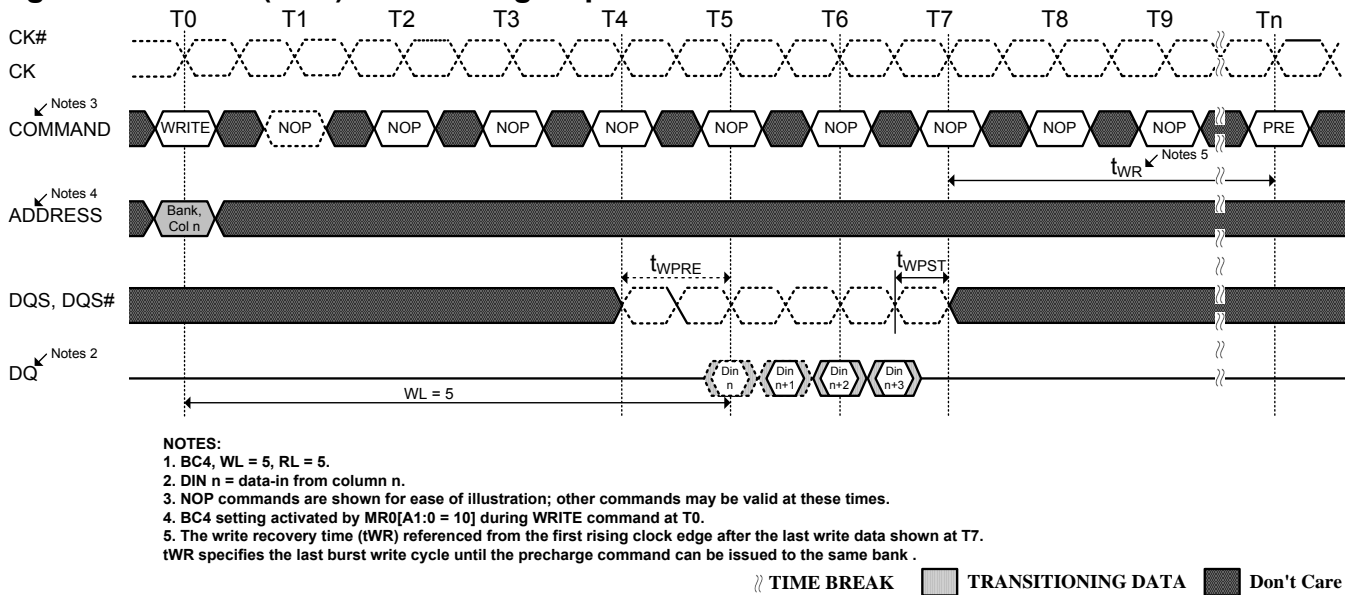 T0 T1 T2 T3 T4 T5 T6 T7 T8 T9 Tn
CK#
CK
Notes 3
COMMAND WRITE NOP NOP NOP NOP NOP NOP NOP NOP NOP PRE
tWR Notes 5
Notes 4
ADDRESS
Bank,
Col n
tWPRE tWPST
DQS, DQS#
Notes 2
DQ
Din n
Din n+1
Din n+2
Din n+3
WL = 5
NOTES:
1. BC4, WL = 5, RL = 5.
2. DIN n = data-in from column n.
3. NOP commands are shown for ease of illustration; other commands may be valid at these times.
4. BC4 setting activated by MR0[A1:0 = 10] during WRITE command at T0.
5. The write recovery time (tWR) referenced from the first rising clock edge after the last write data shown at T7.
tWR specifies the last burst write cycle until the precharge command can be issued to the same bank .
TIME BREAK TRANSITIONING DATA Don't Care